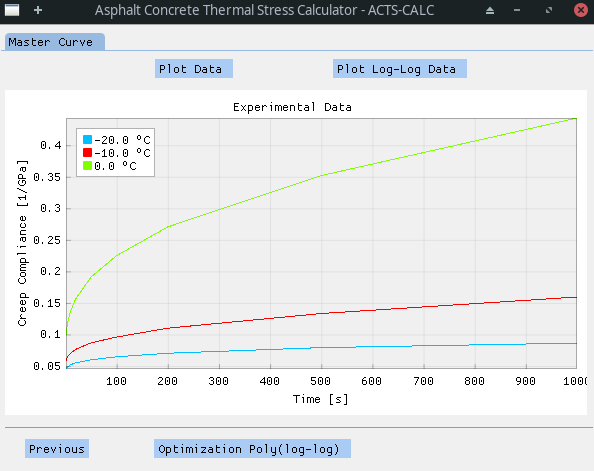 Asphalt Concrete Thermal Stress Calculator - ACTS-CALC
Master Curve
Plot Data
Plot Log-Log Data
Experimental Data
-20.0 ºC
-10.0 ºC
0.0 ºC
Creep Compliance [1/GPa]
0.4
0.35
0.3
0.25
0.2
0.15
0.1
0.05
100 200 300 400 500 600 700 800 900 1000
Time [s]
Previous
Optimization Poly(log-log)